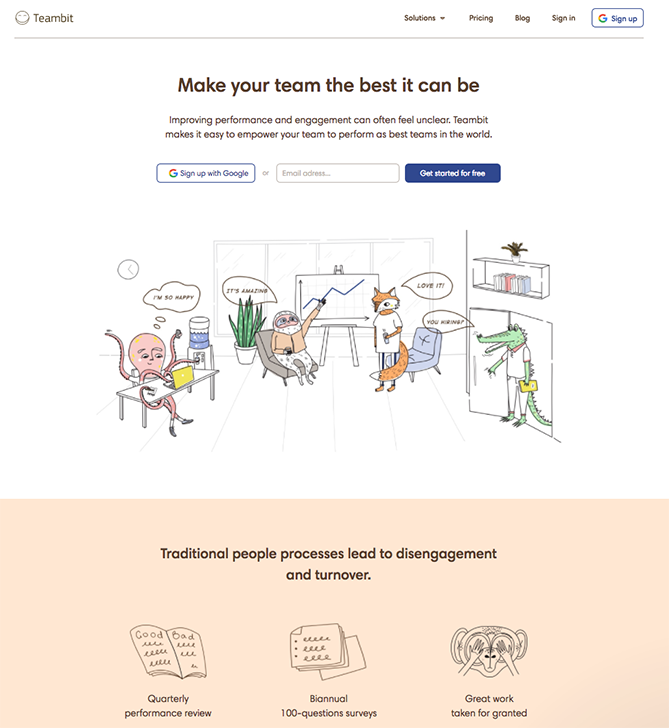 Teambit
Solutions
Pricing
Blog
Sign in
Sign up
Make your team the best it can be
Improving performance and engagement can often feel unclear. Teambit
makes it easy to empower your team to perform as best teams in the world.
Sign up with Google
or
Email adress...
Get started for free
I'M SO HAPPY
IT'S AMAZING
LOVE IT!
YOU HIRING?
Traditional people processes lead to disengagement
and turnover.
Good Bad
Quarterly
performance review
Biannual
100-questions surveys
Great work
taken for granted